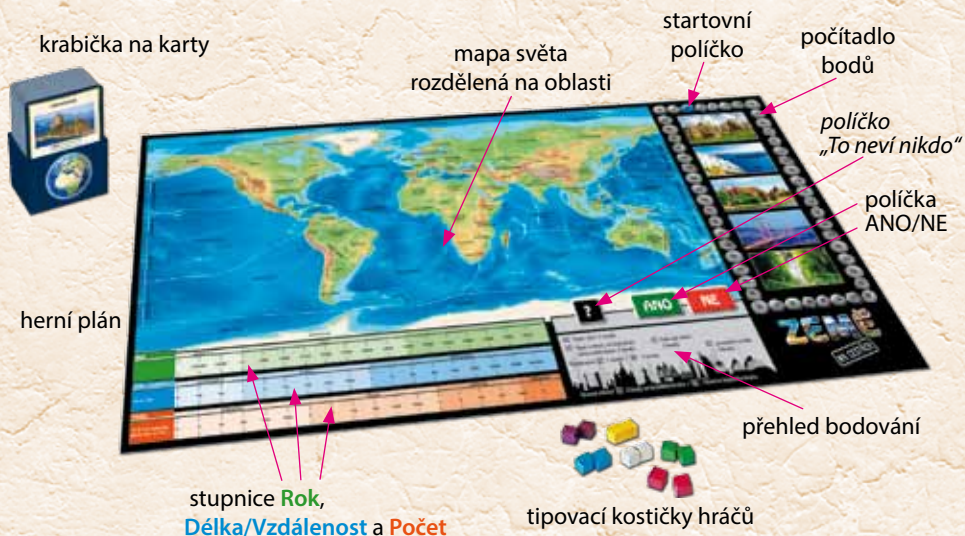 krabička na karty
mapa světa
rozdělená na oblasti
startovní
políčko
počítadlo
bodů
políčko
„To neví nikdo“
políčka
ANO/NE
?
ANO
NE
herní plán
ZEMĚ
přehled bodování
stupnice Rok,
Délka/Vzdálenost a Počet
tipovací kostičky hráčů